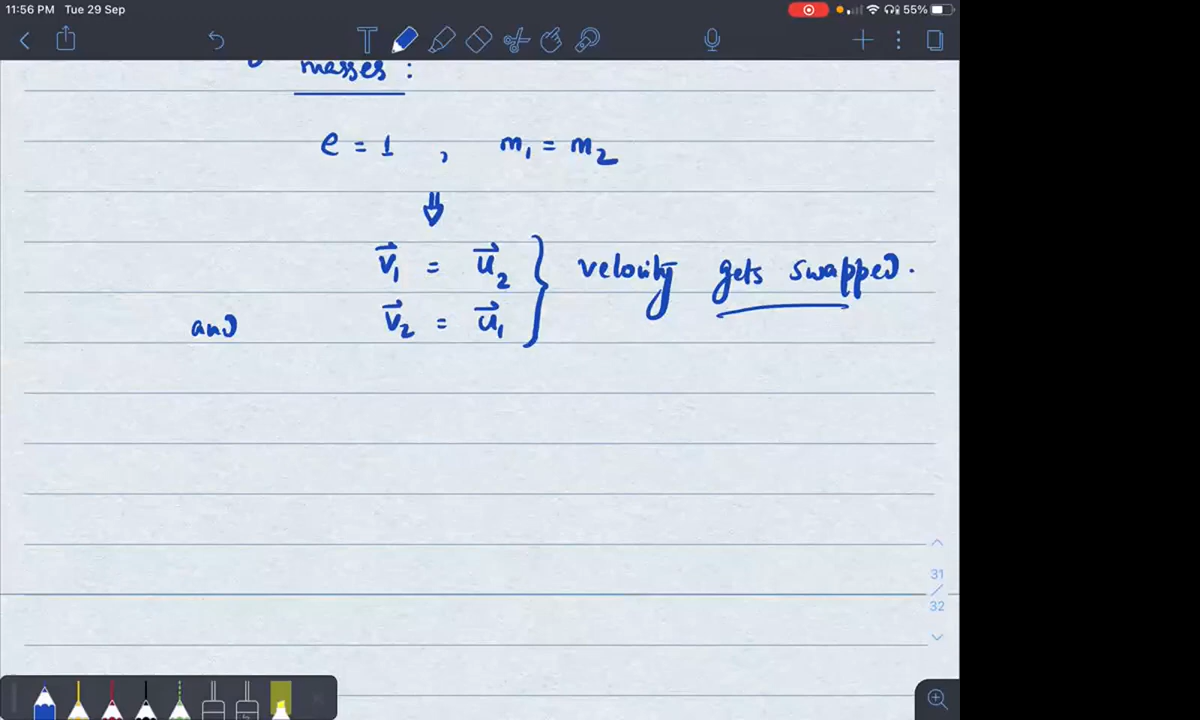 11:56 PM Tue 29 Sep 55%
masses :
e = 1 , m₁ = m₂
⇓
v⃗₁ = u⃗₂ } velocity gets swapped.
and v⃗₂ = u⃗₁
31
/
32